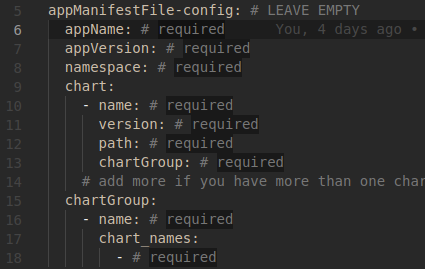 5 appManifestFile-config: # LEAVE EMPTY
6 appName: # required You, 4 days ago •
7 appVersion: # required
8 namespace: # required
9 chart:
10 - name: # required
11 version: # required
12 path: # required
13 chartGroup: # required
14 # add more if you have more than one char
15 chartGroup:
16 - name: # required
17 chart_names:
18 - # required